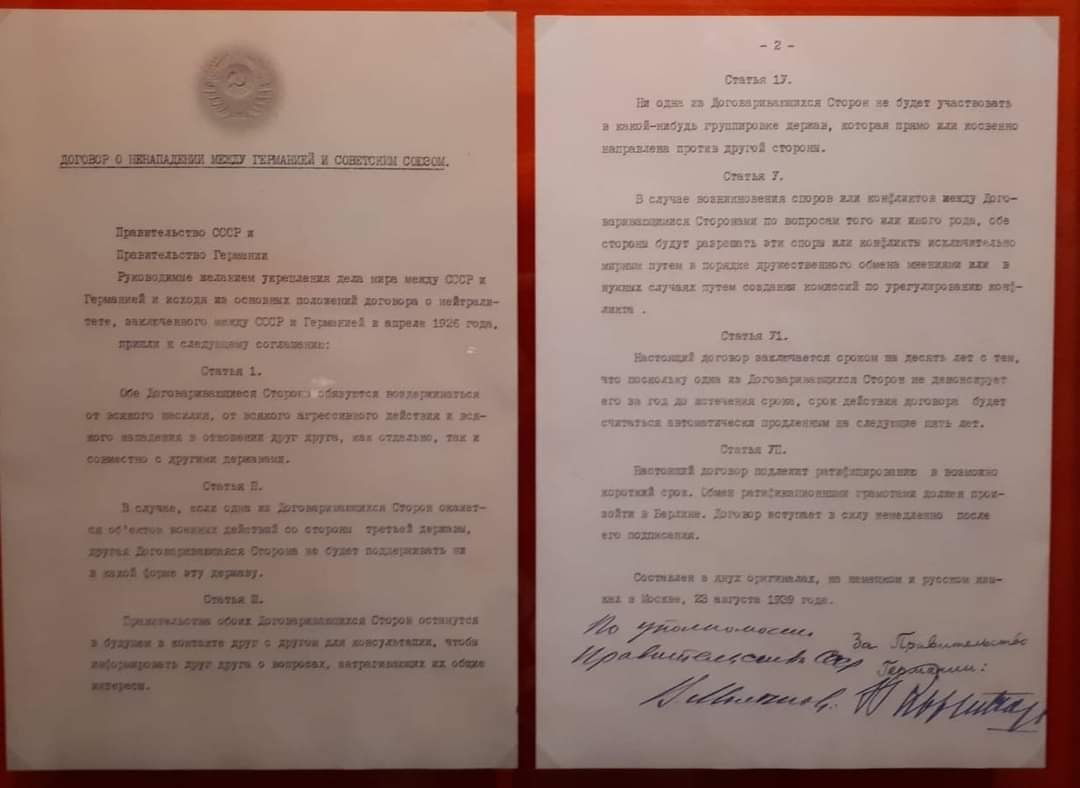 ДОГОВОР О НЕНАПАДЕНИИ МЕЖДУ ГЕРМАНИЕЙ И СОВЕТСКИМ СОЮЗОМ.
Правительство СССР и
Правительство Германии
Руководимые желанием укрепления дела мира между СССР и
Германией и исходя из основных положений договора о нейтрали-
тете, заключенного между СССР и Германией в апреле 1926 года,
пришли к следующему соглашению:
Статья 1.
Обе Договаривающиеся Стороны обязуются воздерживаться
от всякого насилия, от всякого агрессивного действия и вся-
кого нападения в отношении друг друга, как отдельно, так и
совместно с другими державами.
Статья П.
В случае, если одна из Договаривающихся Сторон окажет-
ся об'ектом военных действий со стороны третьей державы,
другая Договаривающаяся Сторона не будет поддерживать ни
в какой форме эту державу.
Статья Ш.
Правительства обоих Договаривающихся Сторон останутся
в будущем в контакте друг с другом для консультации, чтобы
информировать друг друга о вопросах, затрагивающих их общие
интересы.
- 2 -
Статья 1У.
Ни одна из Договаривающихся Сторон не будет участвовать
в какой-нибудь группировке держав, которая прямо или косвенно
направлена против другой стороны.
Статья У.
В случае возникновения споров или конфликтов между Дого-
варивающимися Сторонами по вопросам того или иного рода, обе
стороны будут разрешать эти споры или конфликты исключительно
мирным путем в порядке дружественного обмена мнениями или в
нужных случаях путем создания комиссий по урегулированию конф-
ликта .
Статья У1.
Настоящий договор заключается сроком на десять лет с тем,
что поскольку одна из Договаривающихся Сторон не денонсирует
его за год до истечения срока, срок действия договора будет
считаться автоматически продленным на следующие пять лет.
Статья УП.
Настоящий договор подлежит ратифицированию в возможно
короткий срок. Обмен ратификационными грамотами должен прои-
зойти в Берлине. Договор вступает в силу немедленно после
его подписания.
Составлен в двух оригиналах, на немецком и русском язы-
ках в Москве, 23 августа 1939 года.
По уполномочию
Правительства СССР
В. Молотов.
За Правительство
Германии: